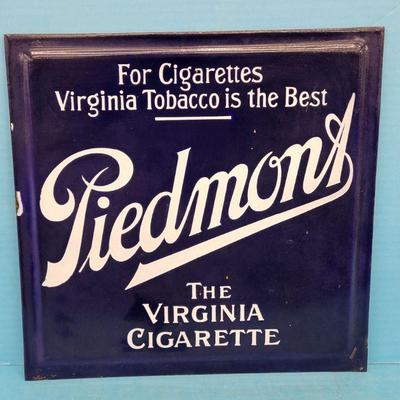 For Cigarettes
Virginia Tobacco is the Best
Piedmont
THE
VIRGINIA
CIGARETTE